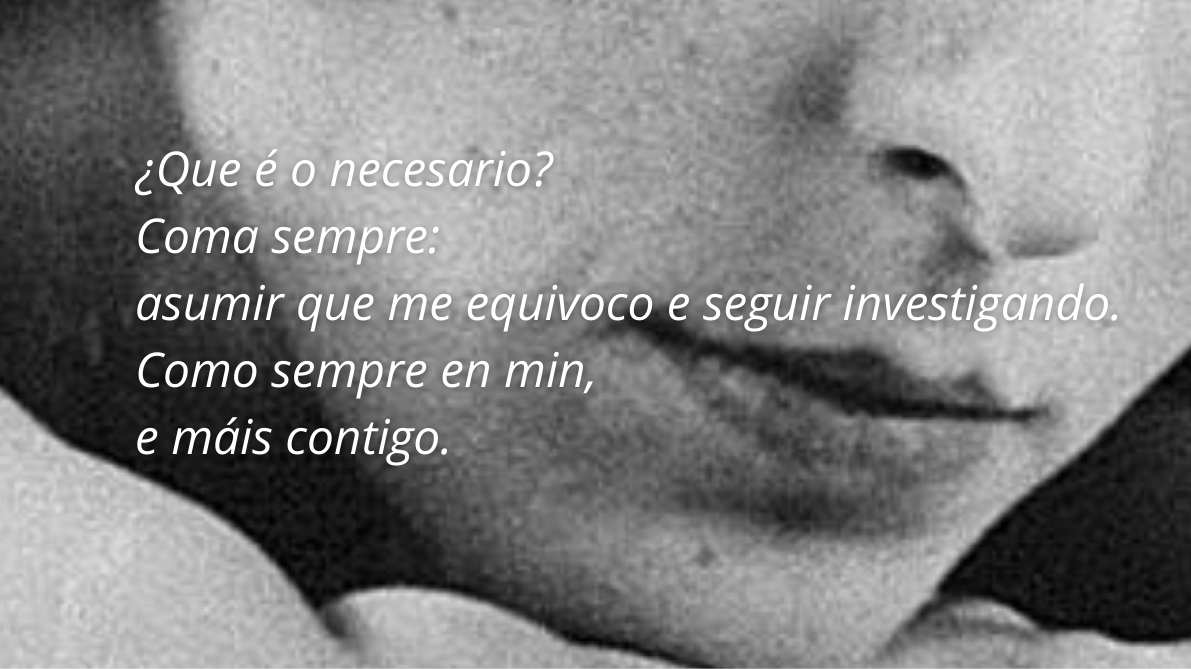 ¿Que é o necesario?
Coma sempre:
asumir que me equivoco e seguir investigando.
Como sempre en min,
e máis contigo.